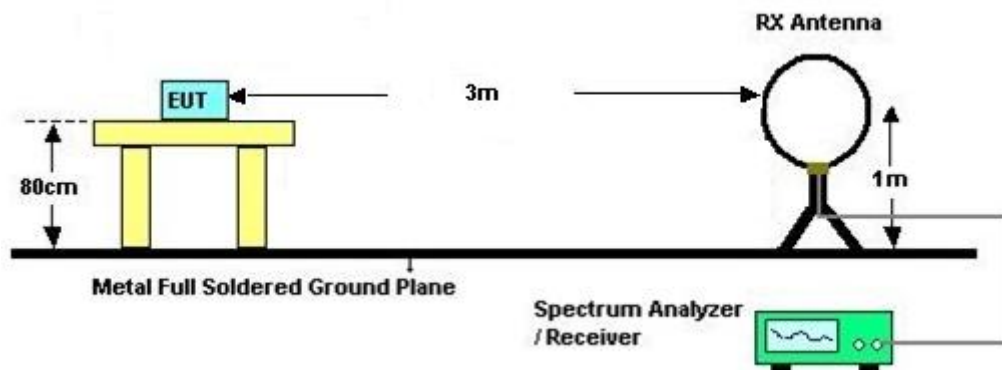 RX Antenna
EUT
3m
80cm
1m
Metal Full Soldered Ground Plane
Spectrum Analyzer
/ Receiver